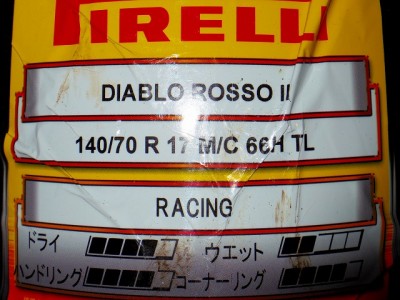 PIRELLI
DIABLO ROSSO II
140/70 R 17 M/C 66H TL
RACING
ドライ ウエット
ハンドリング コーナーリング